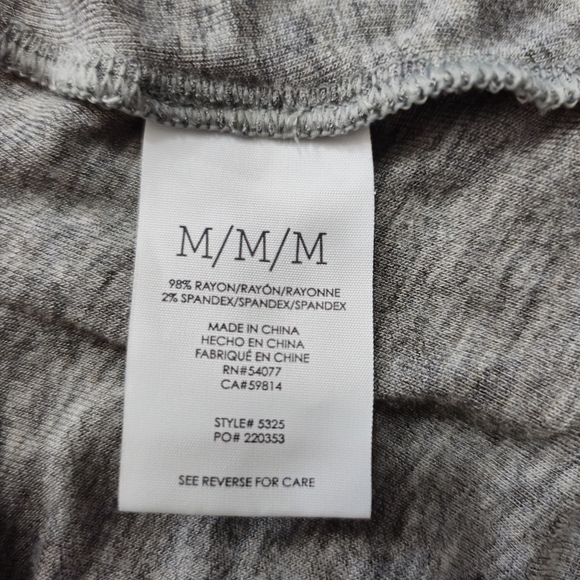 M/M/M
98% RAYON/RAYÓN/RAYONNE
2% SPANDEX/SPANDEX/SPANDEX
MADE IN CHINA
HECHO EN CHINA
FABRIQUÉ EN CHINE
RN#54077
CA#59814
STYLE# 5325
PO# 220353
SEE REVERSE FOR CARE